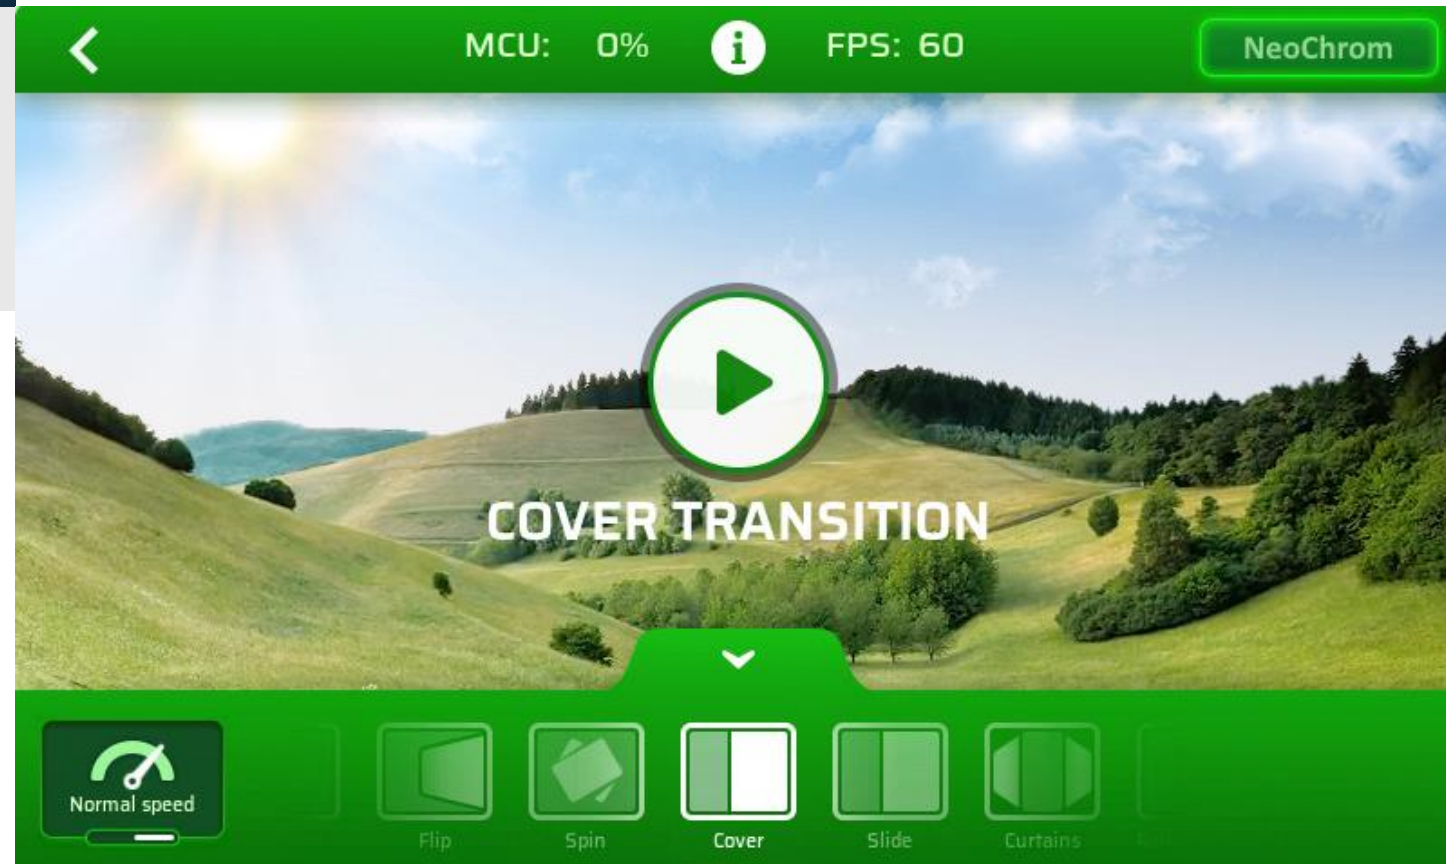 MCU: 0% i FPS: 60 NeoChrom
COVER TRANSITION
Normal speed
Flip Spin Cover Slide Curtains